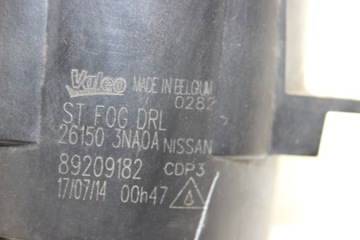 Valeo MADE IN BELGIUM
0282
ST FOG DRL
26150 3NA0A NISSAN
89209182 CDP3
17/07/14 00h47